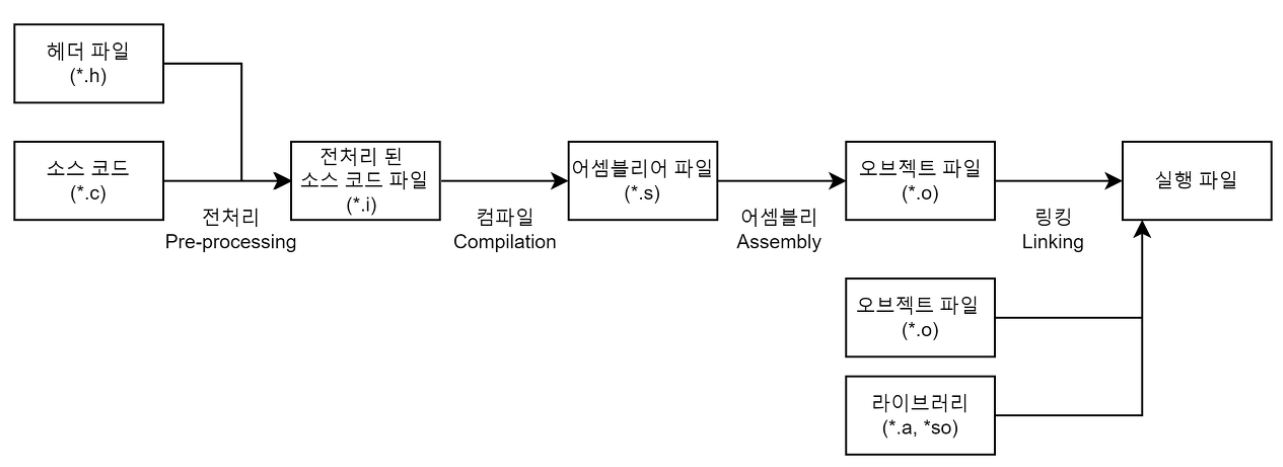 헤더 파일
(*.h)
소스 코드
(*.c)
전처리
Pre-processing
전처리 된
소스 코드 파일
(*.i)
컴파일
Compilation
어셈블리어 파일
(*.s)
어셈블리
Assembly
오브젝트 파일
(*.o)
링킹
Linking
실행 파일
오브젝트 파일
(*.o)
라이브러리
(*.a, *so)